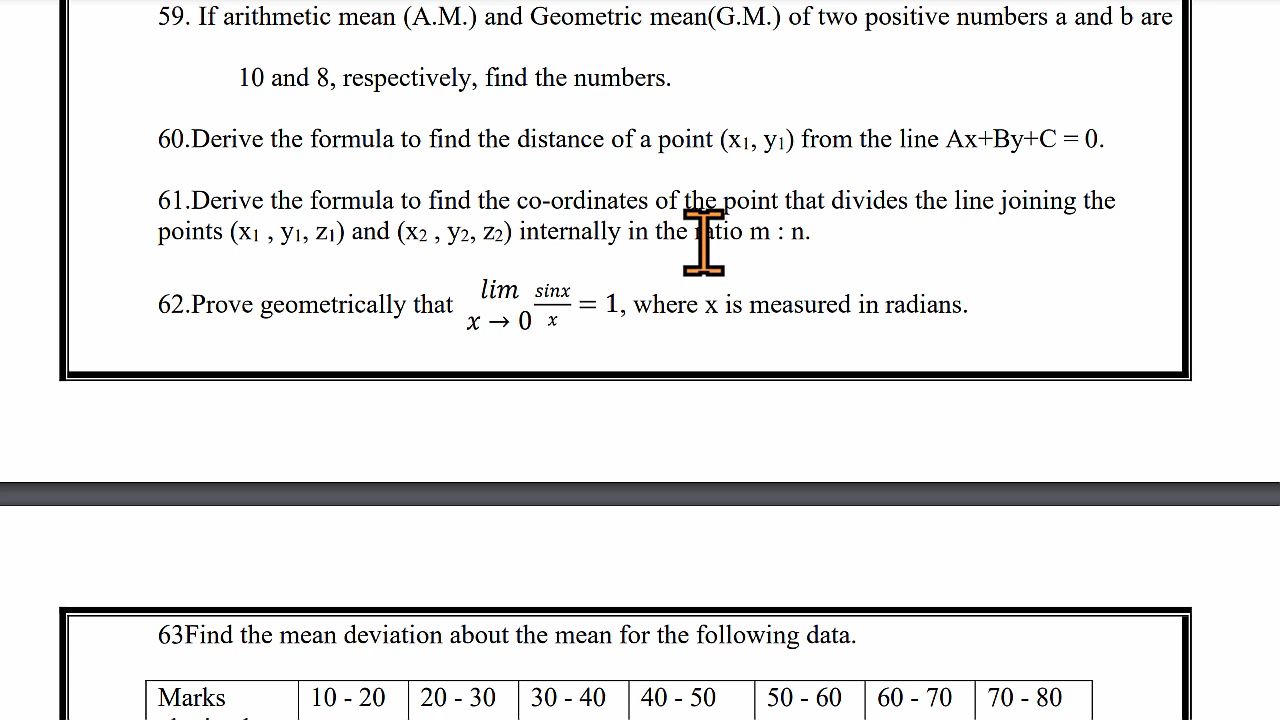 59. If arithmetic mean (A.M.) and Geometric mean(G.M.) of two positive numbers a and b are
10 and 8, respectively, find the numbers.
60.Derive the formula to find the distance of a point (x₁, y₁) from the line Ax+By+C = 0.
61.Derive the formula to find the co-ordinates of the point that divides the line joining the
points (x₁ , y₁, z₁) and (x₂ , y₂, z₂) internally in the ratio m : n.
62.Prove geometrically that lim x → 0 sinx/x = 1, where x is measured in radians.
63Find the mean deviation about the mean for the following data.
Marks 10 - 20 20 - 30 30 - 40 40 - 50 50 - 60 60 - 70 70 - 80